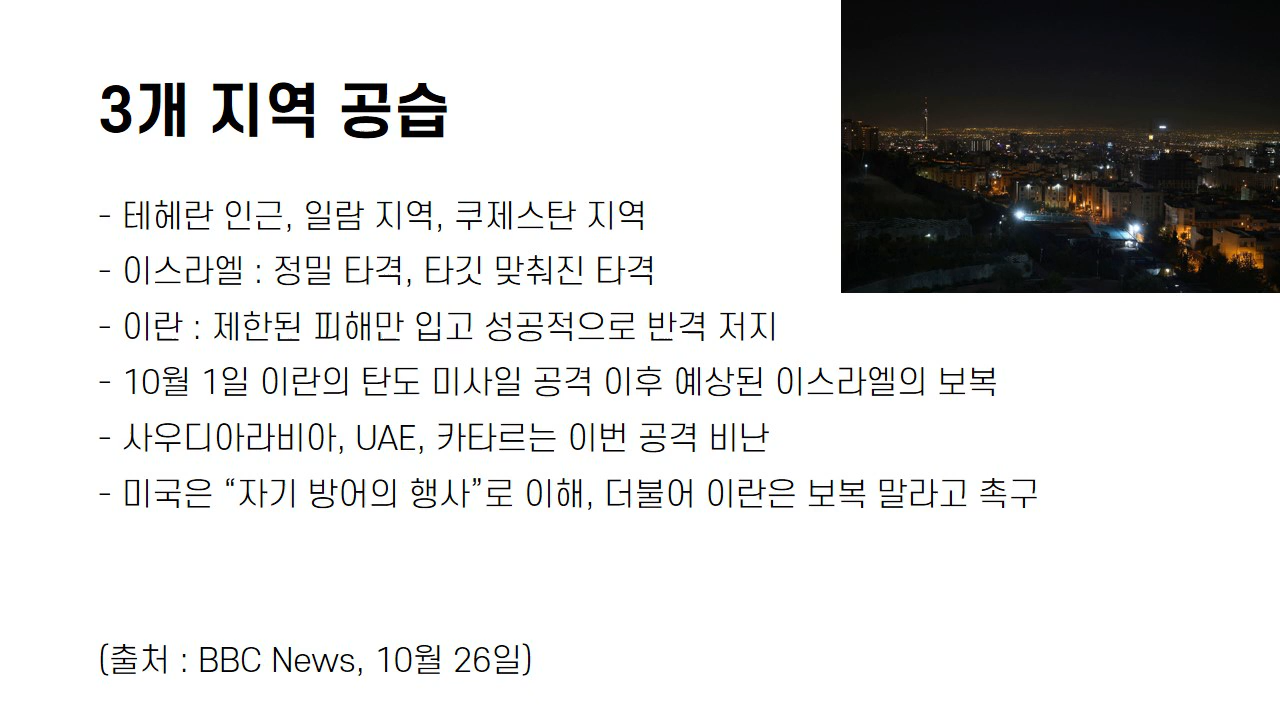 3개 지역 공습
- 테헤란 인근, 일람 지역, 쿠제스탄 지역
- 이스라엘 : 정밀 타격, 타깃 맞춰진 타격
- 이란 : 제한된 피해만 입고 성공적으로 반격 저지
- 10월 1일 이란의 탄도 미사일 공격 이후 예상된 이스라엘의 보복
- 사우디아라비아, UAE, 카타르는 이번 공격 비난
- 미국은 “자기 방어의 행사”로 이해, 더불어 이란은 보복 말라고 촉구
(출처 : BBC News, 10월 26일)